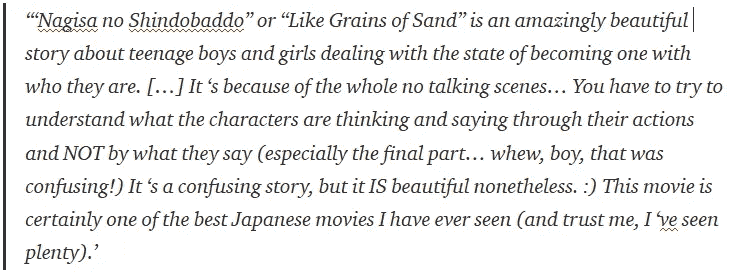 ‘“Nagisa no Shindobaddo” or “Like Grains of Sand” is an amazingly beautiful
story about teenage boys and girls dealing with the state of becoming one with
who they are. […] It ‘s because of the whole no talking scenes… You have to try to
understand what the characters are thinking and saying through their actions
and NOT by what they say (especially the final part… whew, boy, that was
confusing!) It ‘s a confusing story, but it IS beautiful nonetheless. :) This movie is
certainly one of the best Japanese movies I have ever seen (and trust me, I ‘ve seen
plenty).’